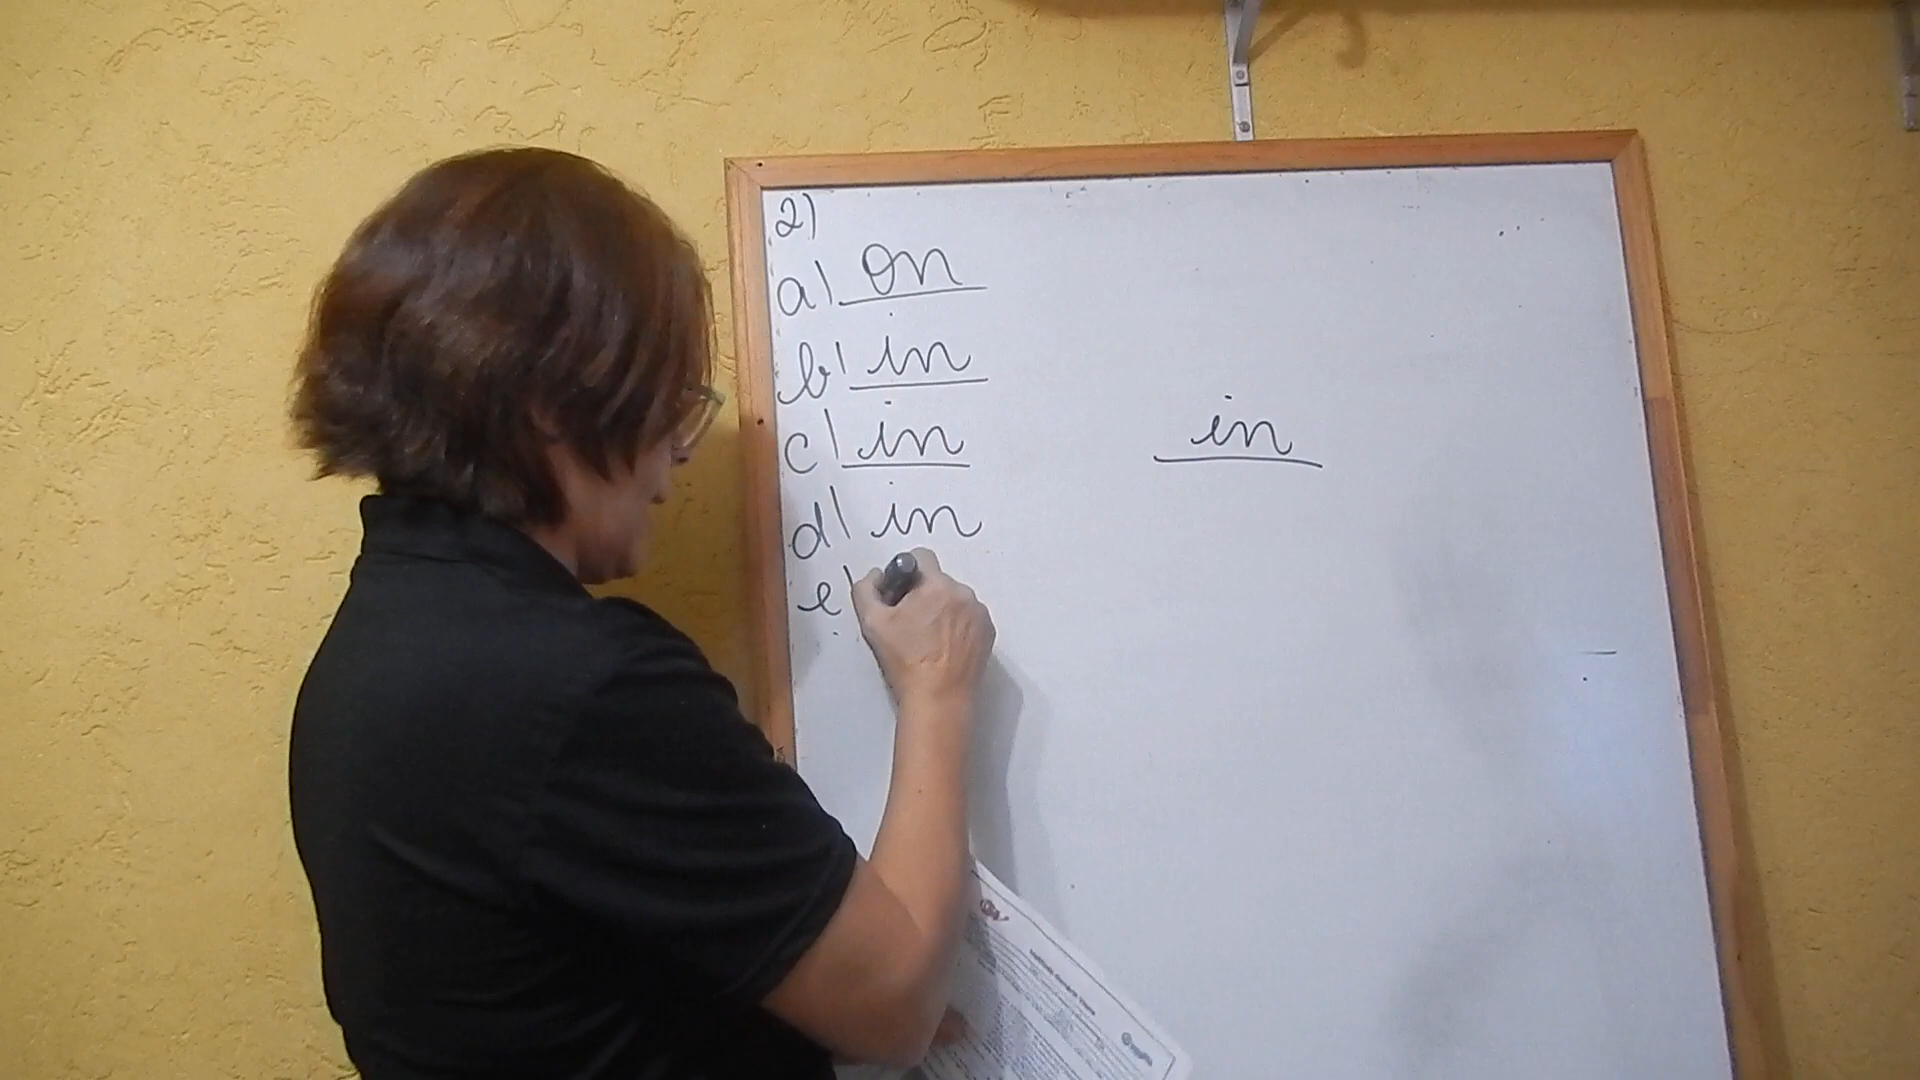 2)
a) on
b) in
c) in in
d) in
e)